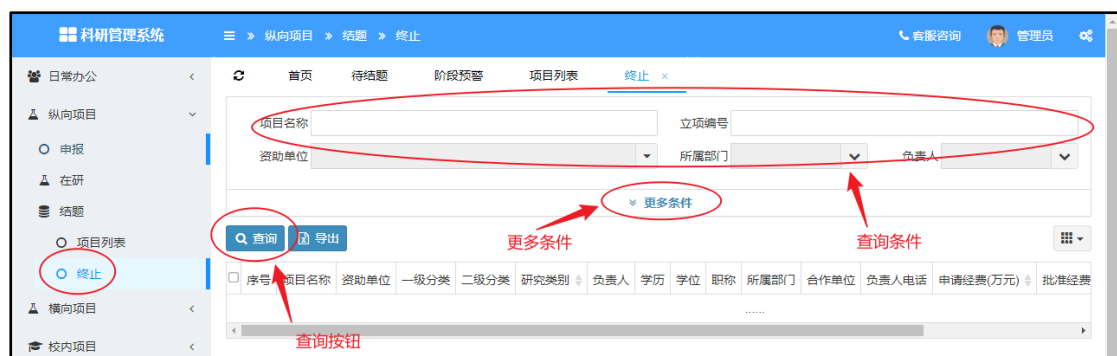 科研管理系统
纵向项目 » 结题 » 终止
客服咨询
管理员
日常办公
首页
待结题
阶段预警
项目列表
终止 ×
纵向项目
项目名称
立项编号
申报
资助单位
所属部门
负责人
在研
更多条件
结题
查询
导出
更多条件
查询条件
项目列表
序号 项目名称 资助单位 一级分类 二级分类 研究类别 负责人 学历 学位 职称 所属部门 合作单位 负责人电话 申请经费(万元) 批准经费
终止
......
横向项目
查询按钮
校内项目